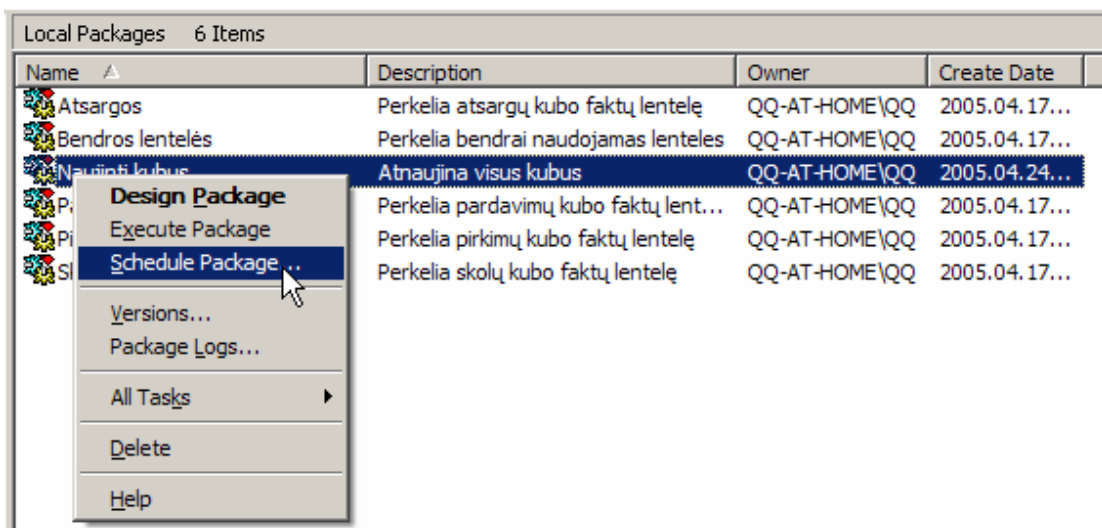 Local Packages 6 Items
Name Description Owner Create Date
Atsargos Perkelia atsargų kubo faktų lentelę QQ-AT-HOME\QQ 2005.04.17...
Bendros lentelės Perkelia bendrai naudojamas lenteles QQ-AT-HOME\QQ 2005.04.17...
Naujinti kubus Atnaujina visus kubus QQ-AT-HOME\QQ 2005.04.24...
Design Package Perkelia pardavimų kubo faktų lent... QQ-AT-HOME\QQ 2005.04.17...
Execute Package Perkelia pirkimų kubo faktų lentelę QQ-AT-HOME\QQ 2005.04.17...
Schedule Package... Perkelia skolų kubo faktų lentelę QQ-AT-HOME\QQ 2005.04.17...
Versions...
Package Logs...
All Tasks
Delete
Help